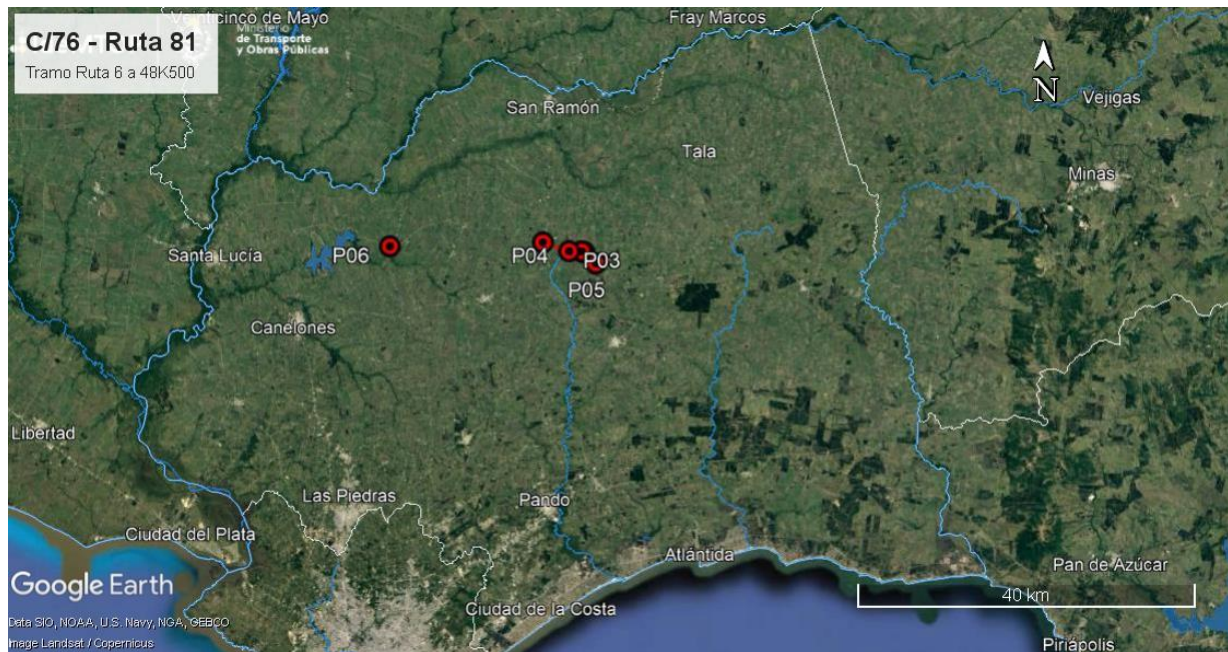 Veinticinco de Mayo
Fray Marcos
C/76 - Ruta 81
Ministerio
de Transporte
y Obras Públicas
Tramo Ruta 6 a 48K500
N
San Ramón
Vejigas
Tala
Minas
Santa Lucía
P06
P04
P03
P05
Canelones
Libertad
Las Piedras
Pando
Ciudad del Plata
Atlántida
Pan de Azúcar
Google Earth
40 km
Ciudad de la Costa
Data SIO, NOAA, U.S. Navy, NGA, GEBCO
Image Landsat / Copernicus
Piriápolis